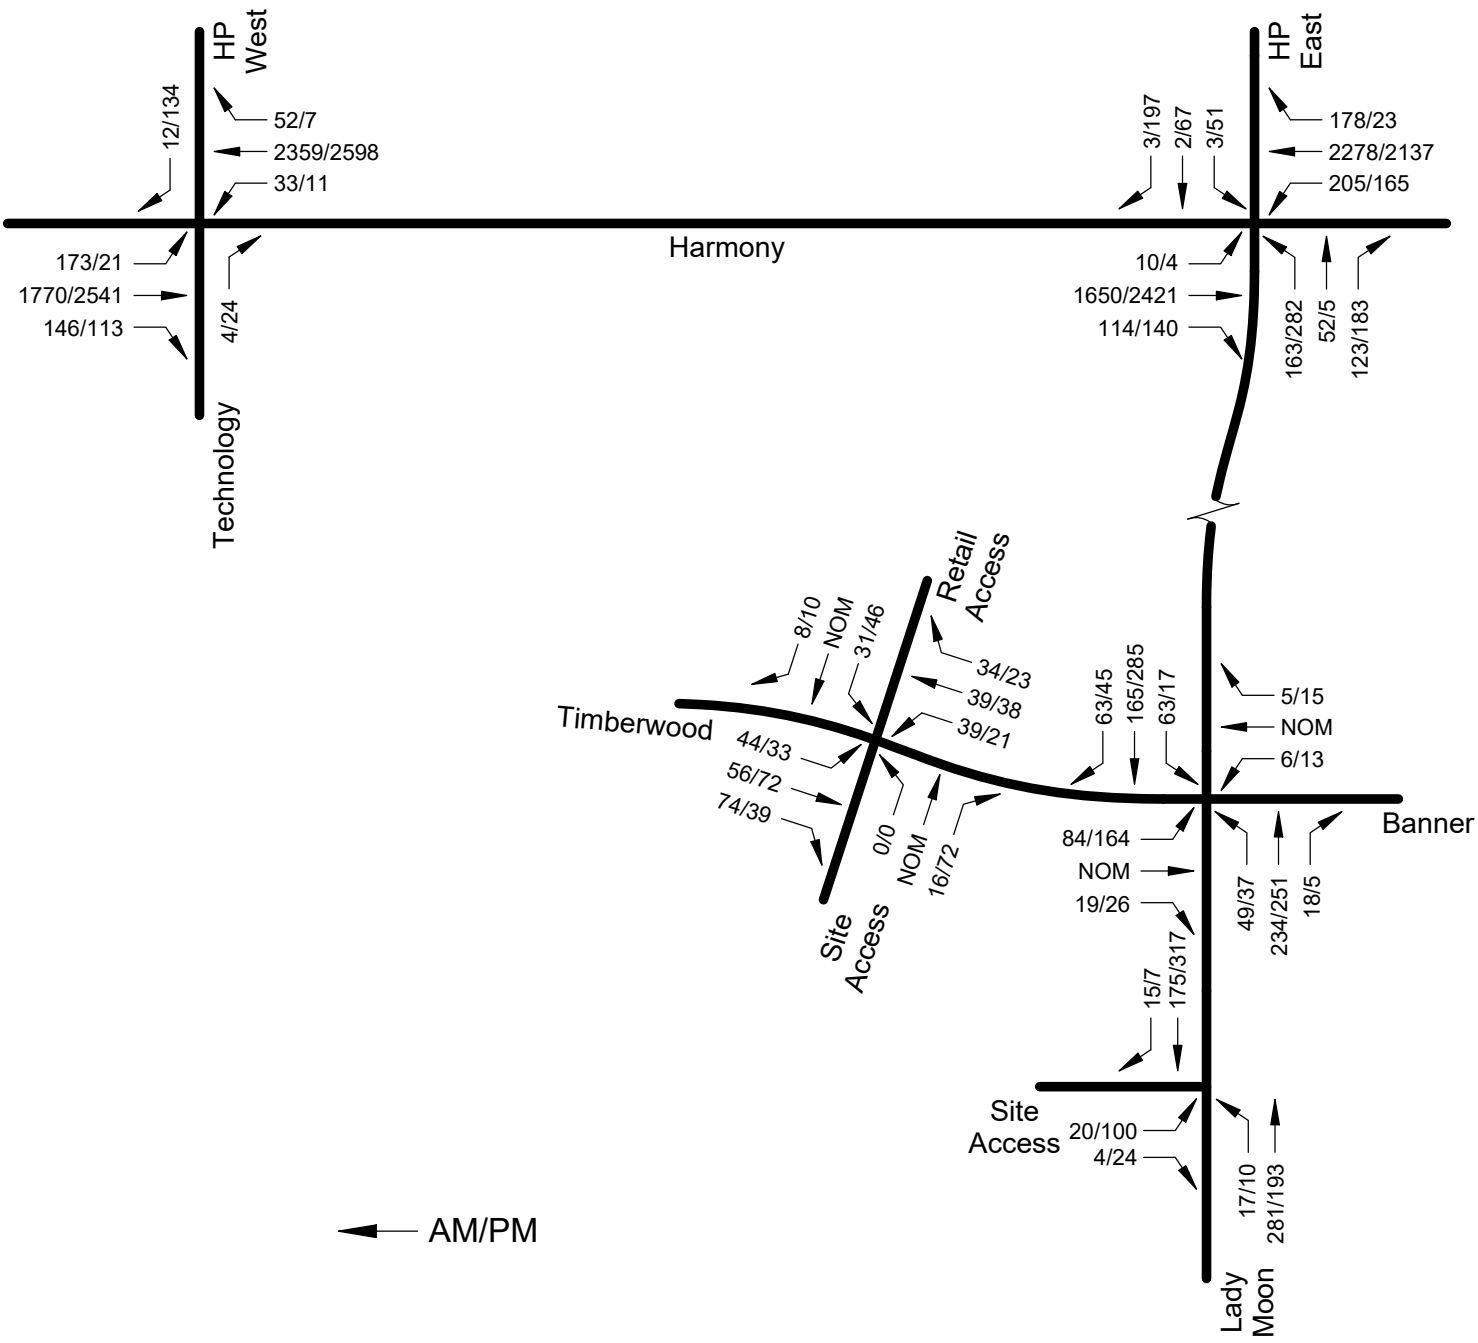 HP
West
12/134
52/7
2359/2598
33/11
173/21
1770/2541
146/113
4/24
Technology
Harmony
HP
East
3/197
2/67
3/51
178/23
2278/2137
205/165
10/4
1650/2421
114/140
163/282
52/5
123/183
Retail
Access
8/10
NOM
31/46
34/23
39/38
39/21
Timberwood
44/33
56/72
74/39
0/0
NOM
16/72
Site
Access
63/45
165/285
63/17
5/15
NOM
6/13
Banner
84/164
NOM
19/26
49/37
234/251
18/5
15/7
175/317
Site
Access
20/100
4/24
17/10
281/193
Lady
Moon
AM/PM